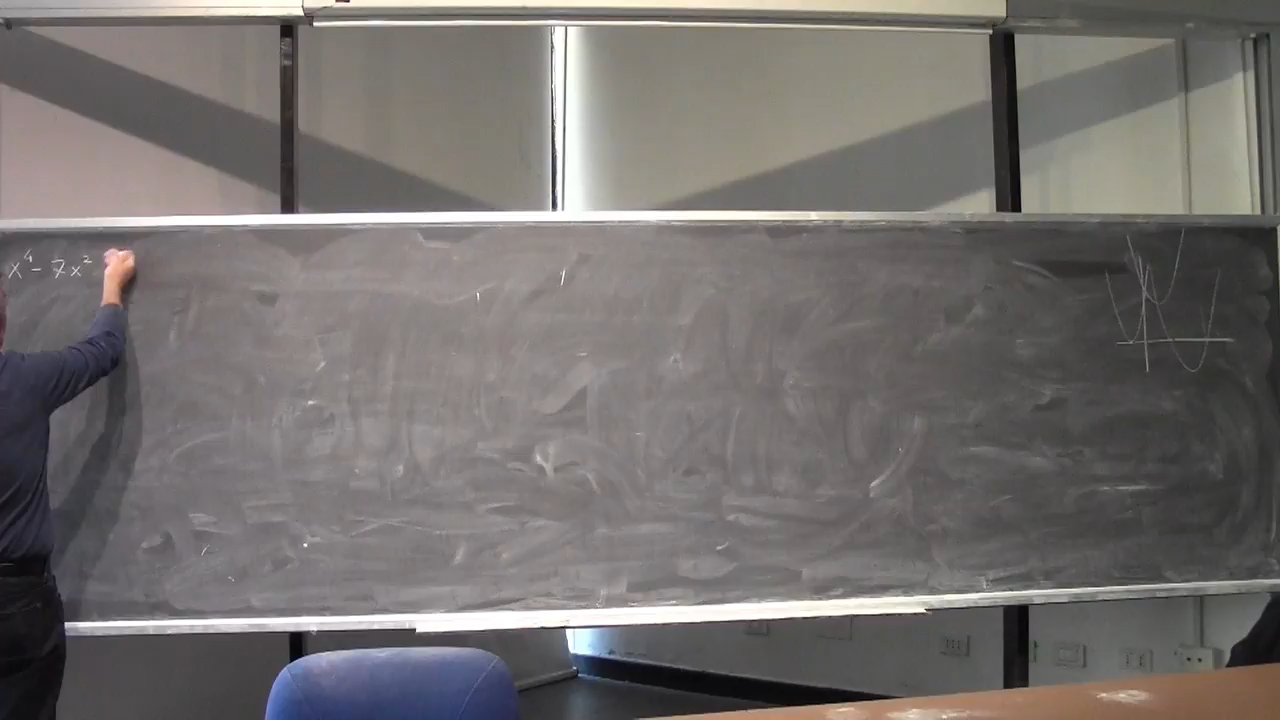 x⁴ - 7x²